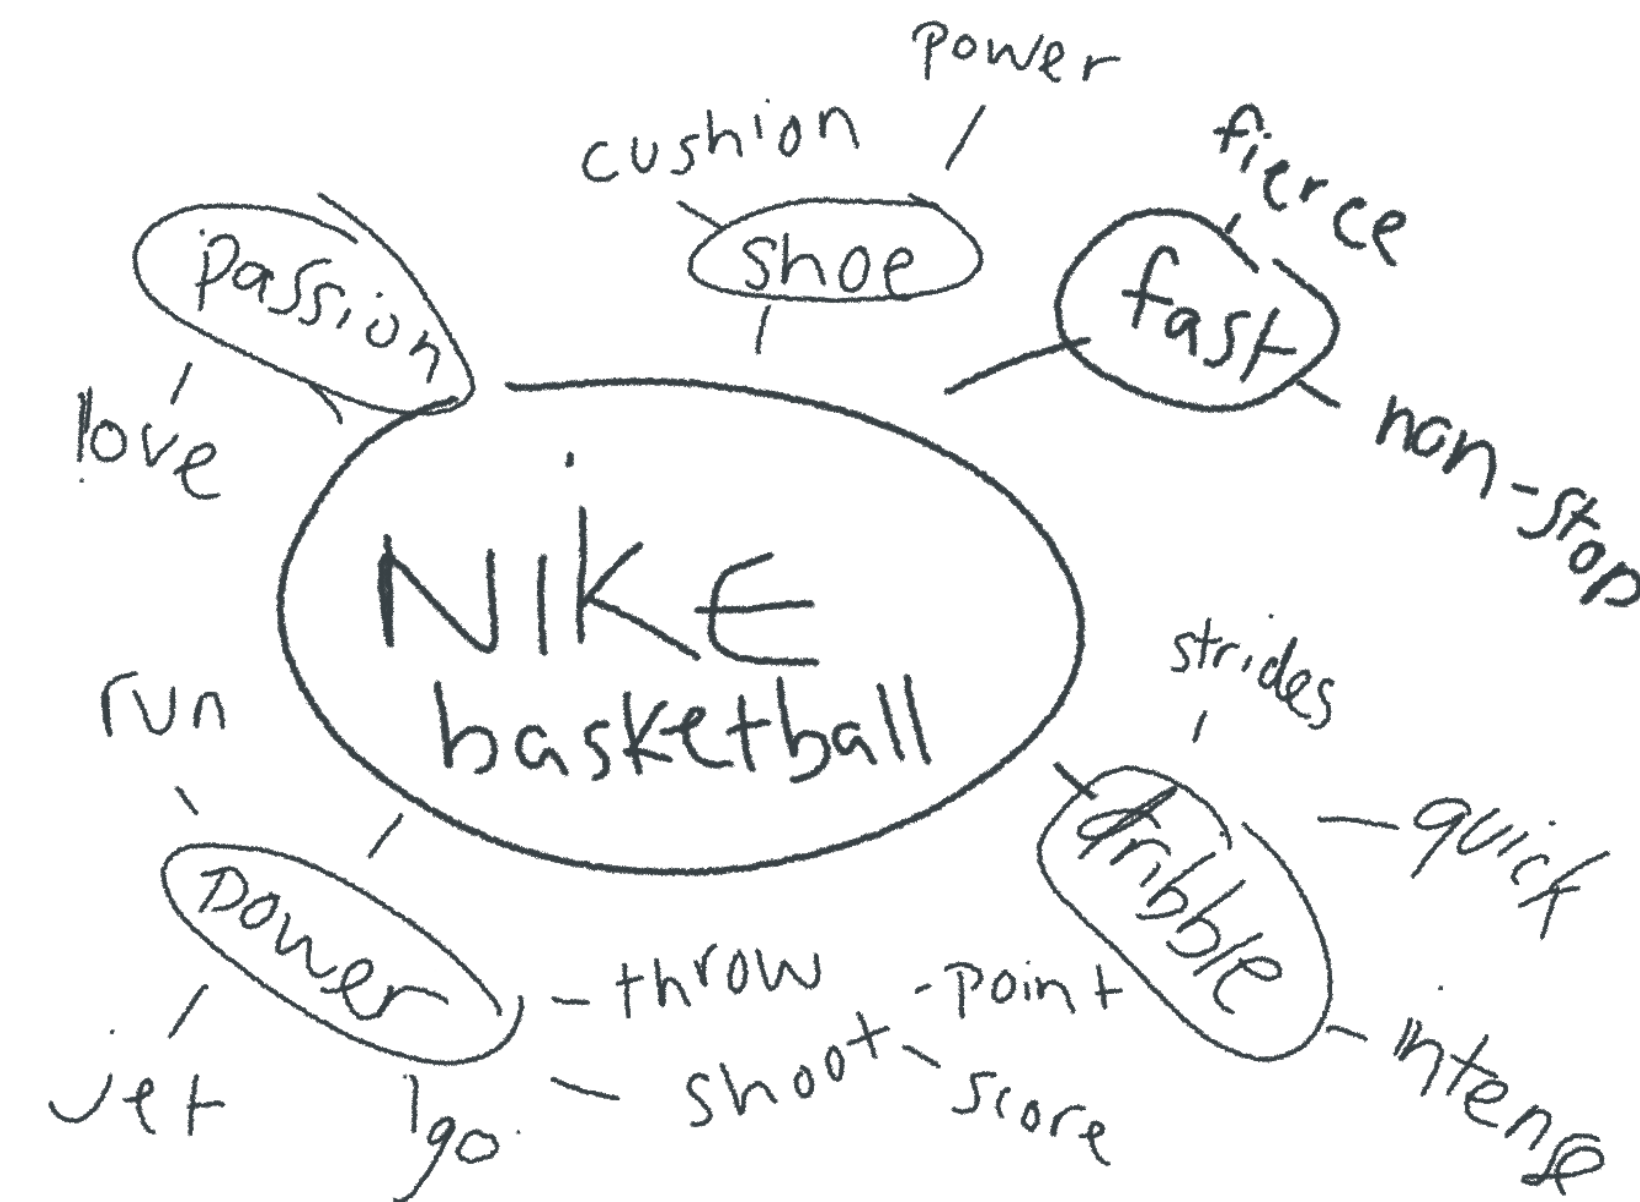 power
cushion
fierce
passion
shoe
fast
love
non-stop
NIKE
basketball
strides
run
quick
dribble
power
throw
point
intense
jet
go
shoot
score